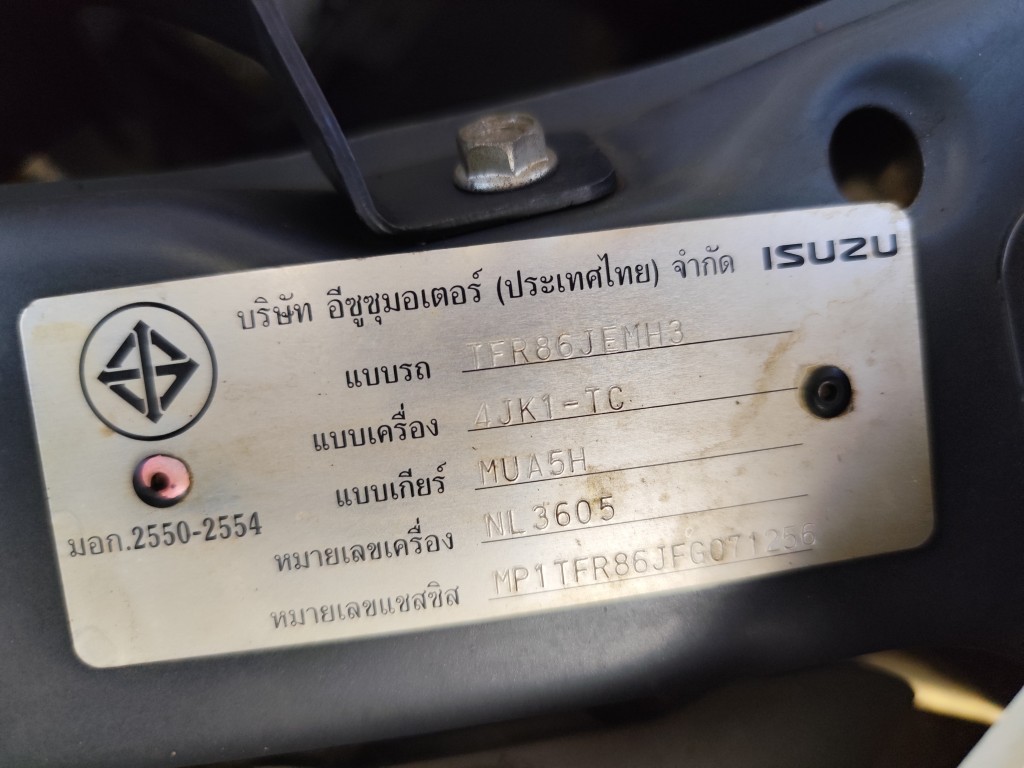 บริษัท อีซูซุมอเตอร์ (ประเทศไทย) จำกัด ISUZU
แบบรถ TFR86JEMH3
แบบเครื่อง 4JK1-TC
แบบเกียร์ MUA5H
มอก.2550-2554
หมายเลขเครื่อง NL3605
หมายเลขแชสซิส MP1TFR86JFG071256